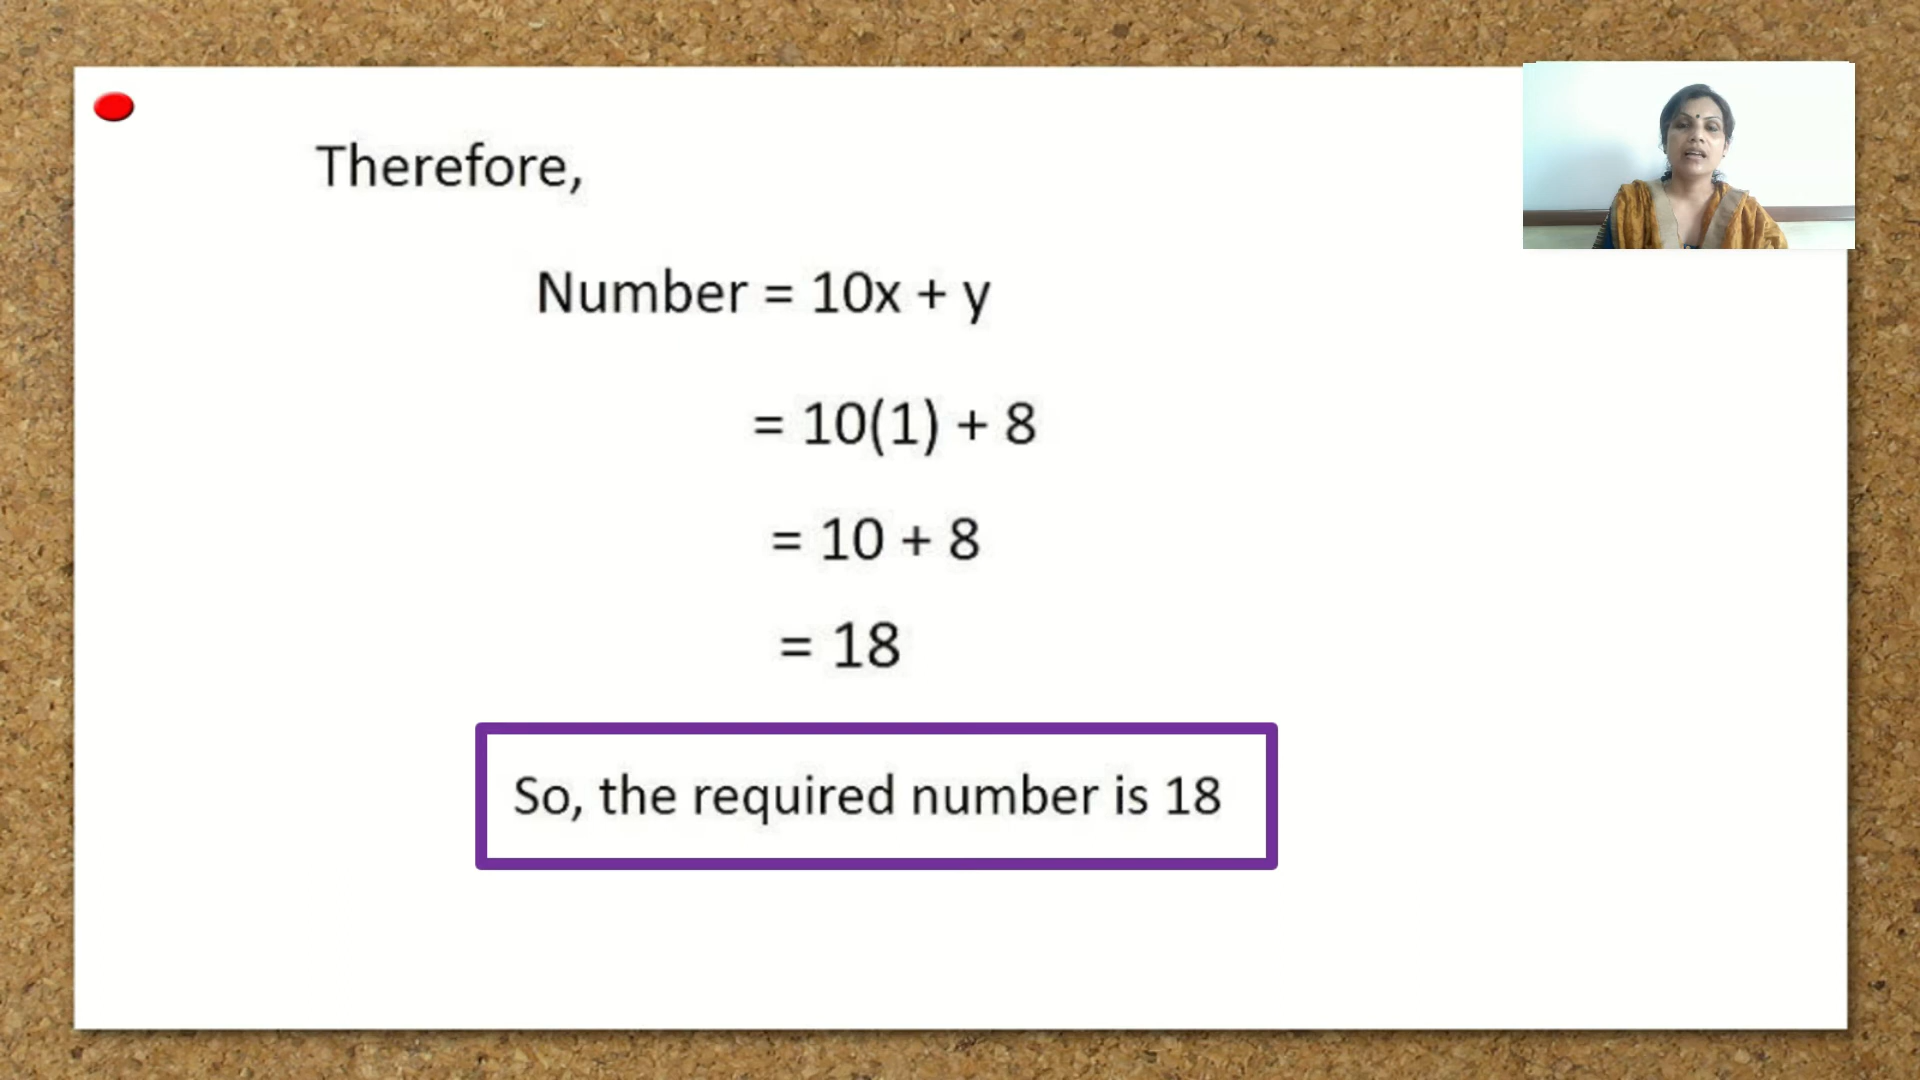 Therefore,
Number = 10x + y
= 10(1) + 8
= 10 + 8
= 18
So, the required number is 18